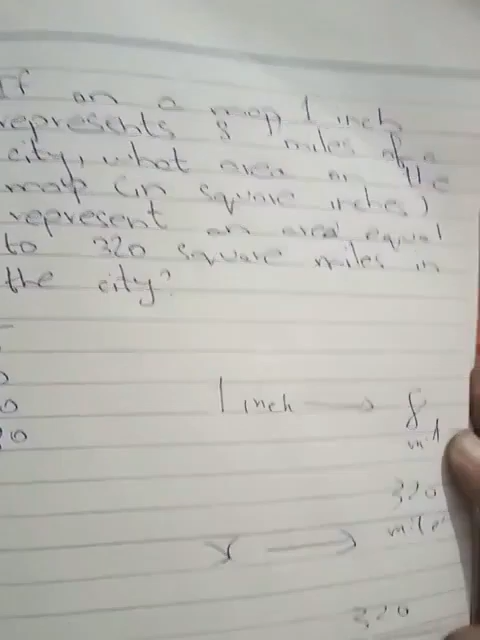 If on a map 1 inch
represents 8 miles of a
city, what area on the
map (in square inches)
represent an area equal
to 320 square miles in
the city?
1 inch → 8
320
miles
x →
320